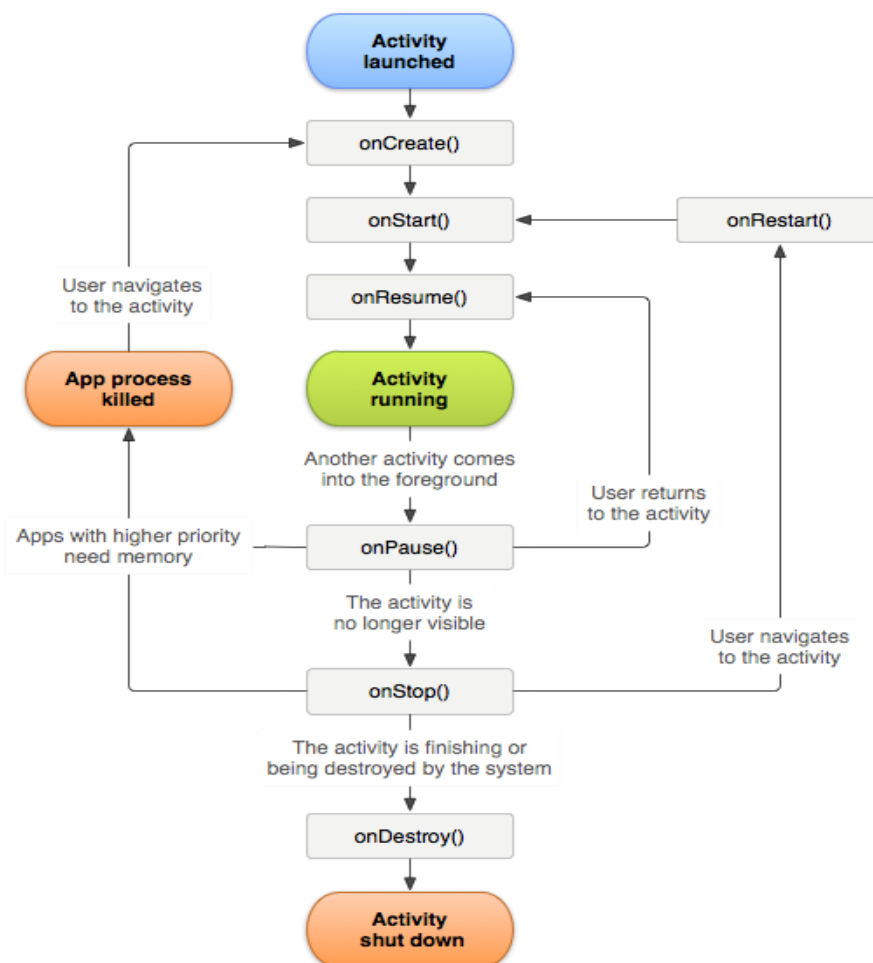 Activity
launched
onCreate()
onStart()
onRestart()
User navigates
to the activity
onResume()
App process
killed
Activity
running
Another activity comes
into the foreground
User returns
to the activity
Apps with higher priority
need memory
onPause()
The activity is
no longer visible
User navigates
to the activity
onStop()
The activity is finishing or
being destroyed by the system
onDestroy()
Activity
shut down